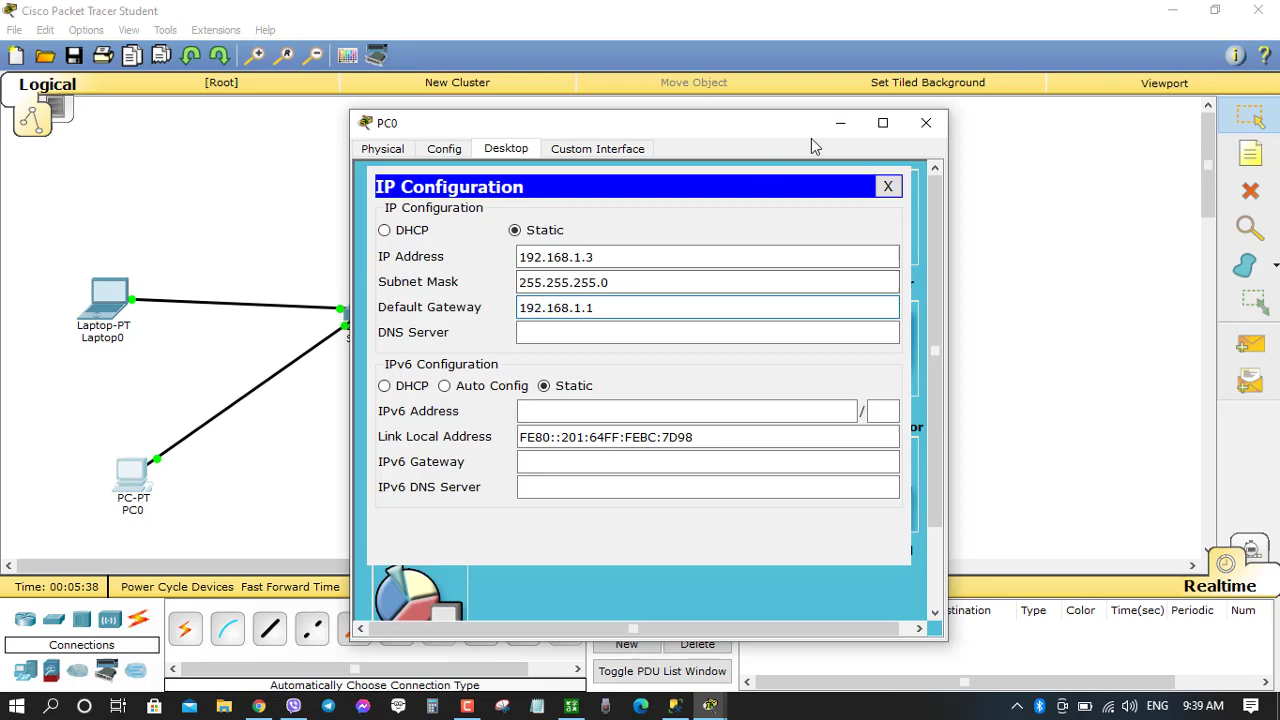 Cisco Packet Tracer Student
File Edit Options View Tools Extensions Help
Logical [Root] New Cluster Move Object Set Tiled Background Viewport
PC0
Physical Config Desktop Custom Interface
IP Configuration X
IP Configuration
DHCP Static
IP Address 192.168.1.3
Subnet Mask 255.255.255.0
Default Gateway 192.168.1.1
DNS Server
IPv6 Configuration
DHCP Auto Config Static
IPv6 Address /
Link Local Address FE80::201:64FF:FEBC:7D98
IPv6 Gateway
IPv6 DNS Server
or
Laptop-PT
Laptop0
PC-PT
PC0
Time: 00:05:38 Power Cycle Devices Fast Forward Time Realtime
Connections
Automatically Choose Connection Type
New Delete
Toggle PDU List Window
stination Type Color Time(sec) Periodic Num
ENG 9:39 AM